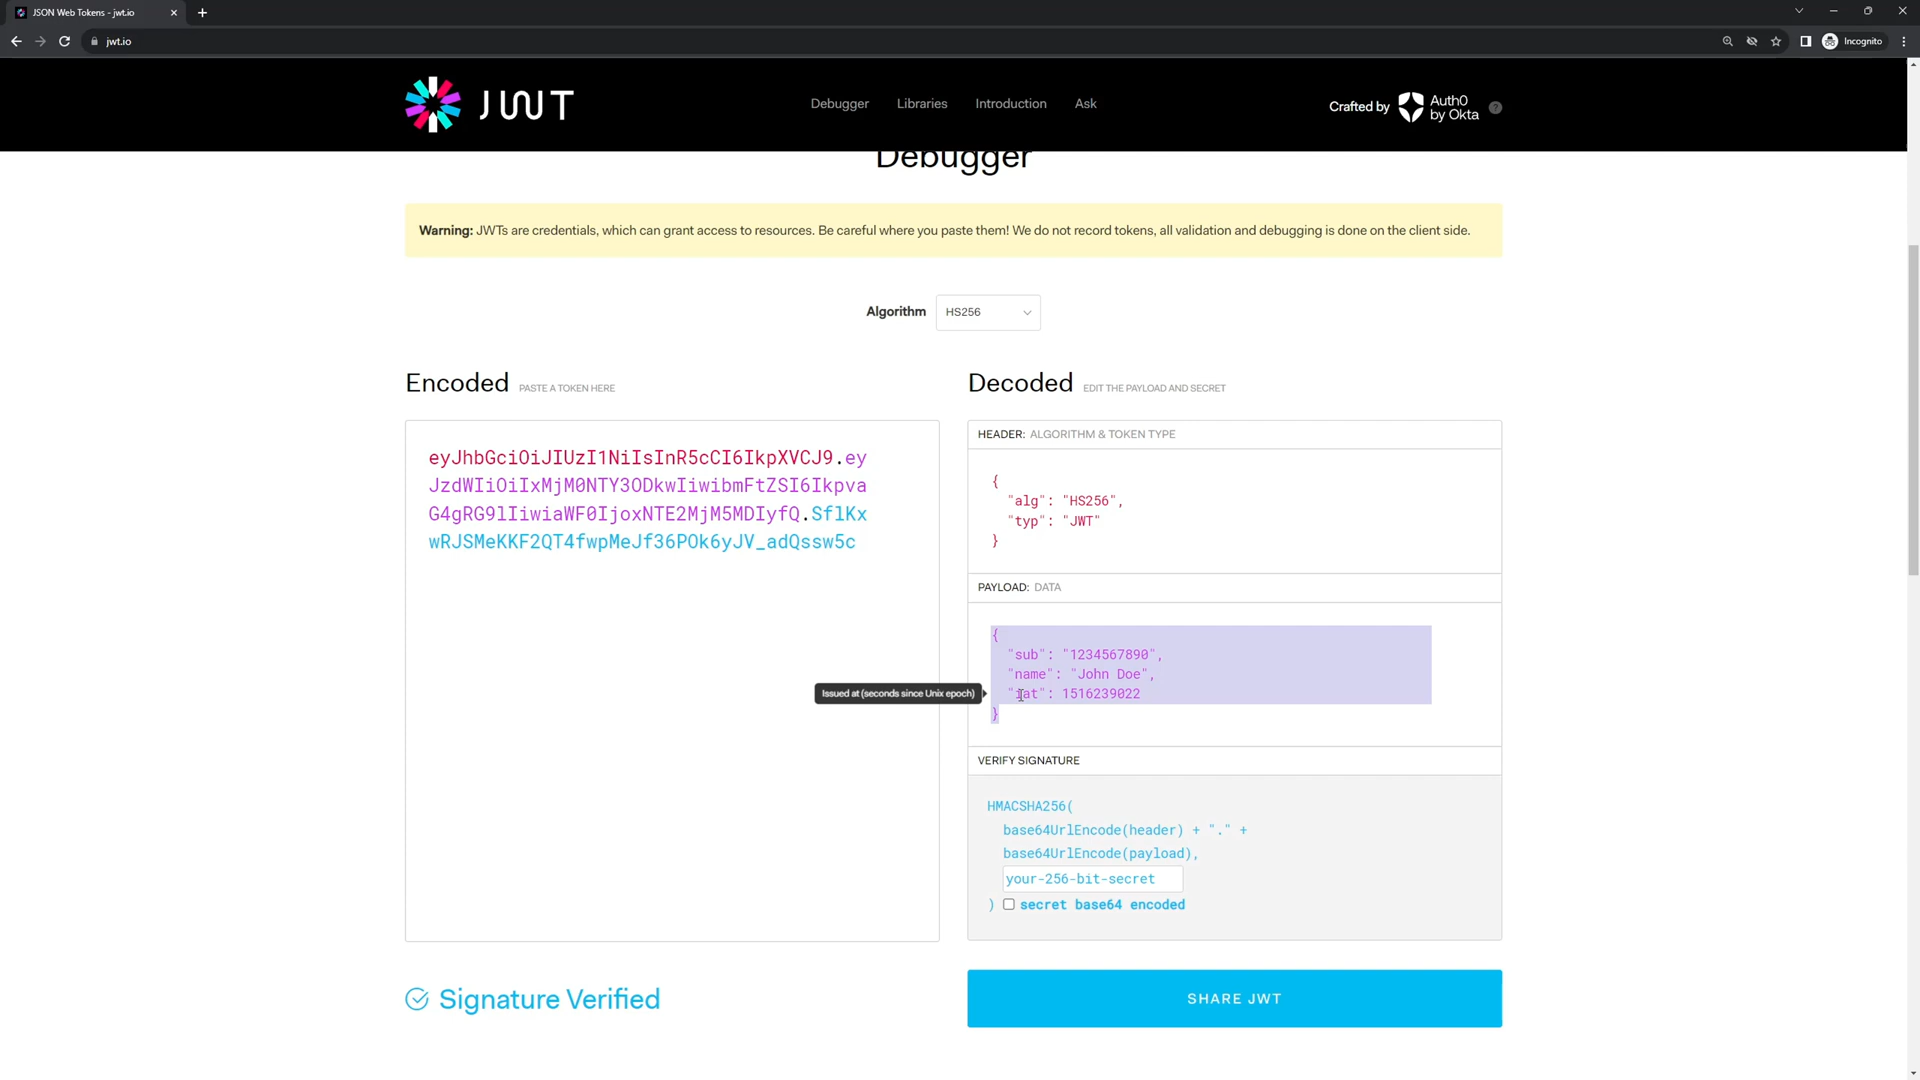 JSON Web Tokens - jwt.io
jwt.io
Incognito
JWT
Debugger
Libraries
Introduction
Ask
Crafted by
Auth0
by Okta
?
Debugger
Warning: JWTs are credentials, which can grant access to resources. Be careful where you paste them! We do not record tokens, all validation and debugging is done on the client side.
Algorithm
HS256
Encoded PASTE A TOKEN HERE
eyJhbGciOiJIUzI1NiIsInR5cCI6IkpXVCJ9.ey
JzdWIiOiIxMjM0NTY3ODkwIiwibmFtZSI6Ikpva
G4gRG9lIiwiaWF0IjoxNTE2MjM5MDIyfQ.SflKx
wRJSMeKKF2QT4fwpMeJf36POk6yJV_adQssw5c
Decoded EDIT THE PAYLOAD AND SECRET
HEADER: ALGORITHM & TOKEN TYPE
{
"alg": "HS256",
"typ": "JWT"
}
PAYLOAD: DATA
{
"sub": "1234567890",
"name": "John Doe",
"iat": 1516239022
}
Issued at (seconds since Unix epoch)
VERIFY SIGNATURE
HMACSHA256(
base64UrlEncode(header) + "." +
base64UrlEncode(payload),
your-256-bit-secret
) secret base64 encoded
Signature Verified
SHARE JWT